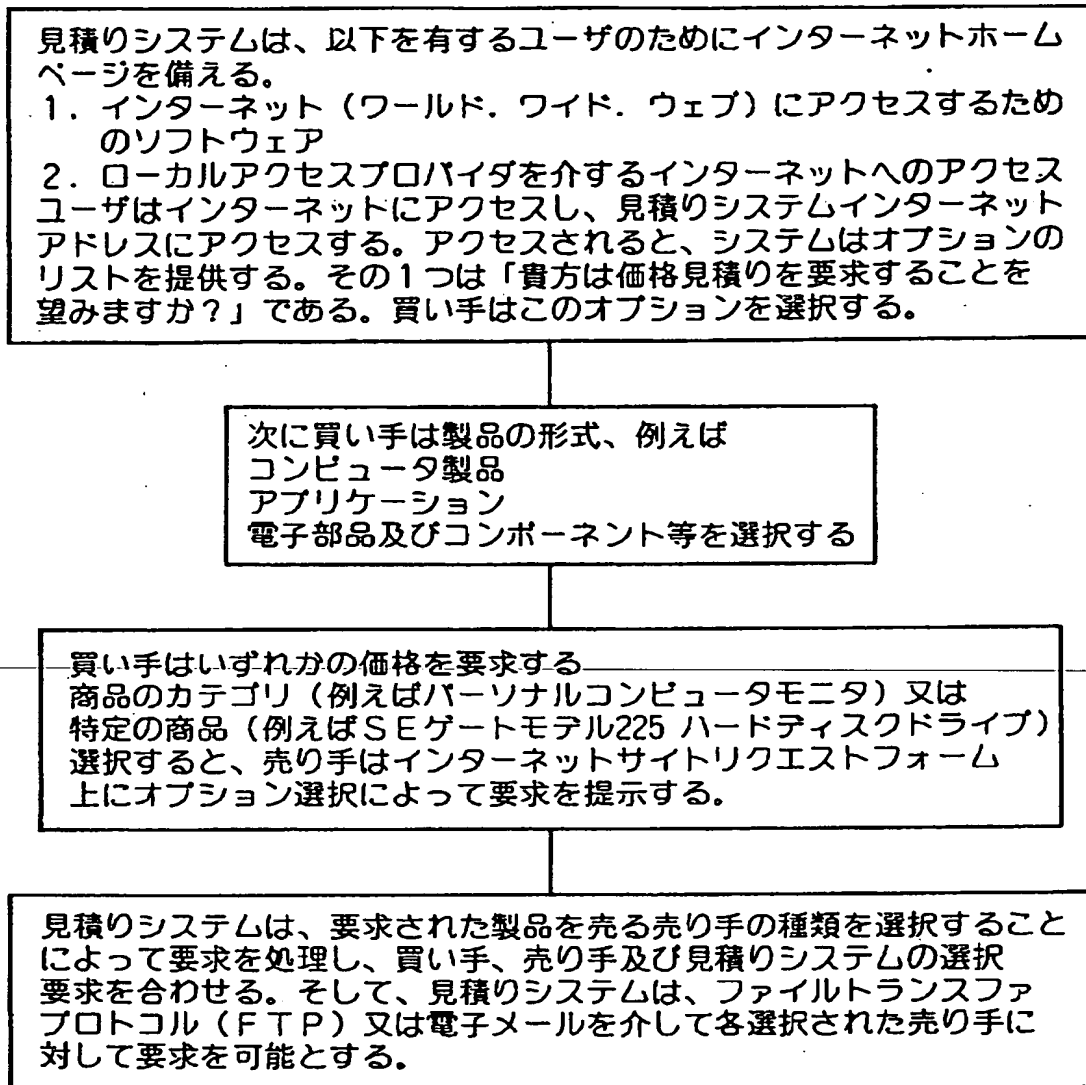 見積りシステムは、以下を有するユーザのためにインターネットホーム
ページを備える。
1. インターネット（ワールド．ワイド．ウェブ）にアクセスするため
のソフトウェア
2. ローカルアクセスプロバイダを介するインターネットへのアクセス
ユーザはインターネットにアクセスし、見積りシステムインターネット
アドレスにアクセスする。アクセスされると、システムはオプションの
リストを提供する。その1つは「貴方は価格見積りを要求することを
望みますか？」である。買い手はこのオプションを選択する。
次に買い手は製品の形式、例えば
コンピュータ製品
アプリケーション
電子部品及びコンポーネント等を選択する
買い手はいずれかの価格を要求する
商品のカテゴリ（例えばパーソナルコンピュータモニタ）又は
特定の商品（例えばＳＥゲートモデル225 ハードディスクドライブ）
選択すると、売り手はインターネットサイトリクエストフォーム
上にオプション選択によって要求を提示する。
見積りシステムは、要求された製品を売る売り手の種類を選択すること
によって要求を処理し、買い手、売り手及び見積りシステムの選択
要求を合わせる。そして、見積りシステムは、ファイルトランスファ
プロトコル（ＦＴＰ）又は電子メールを介して各選択された売り手に
対して要求を可能とする。